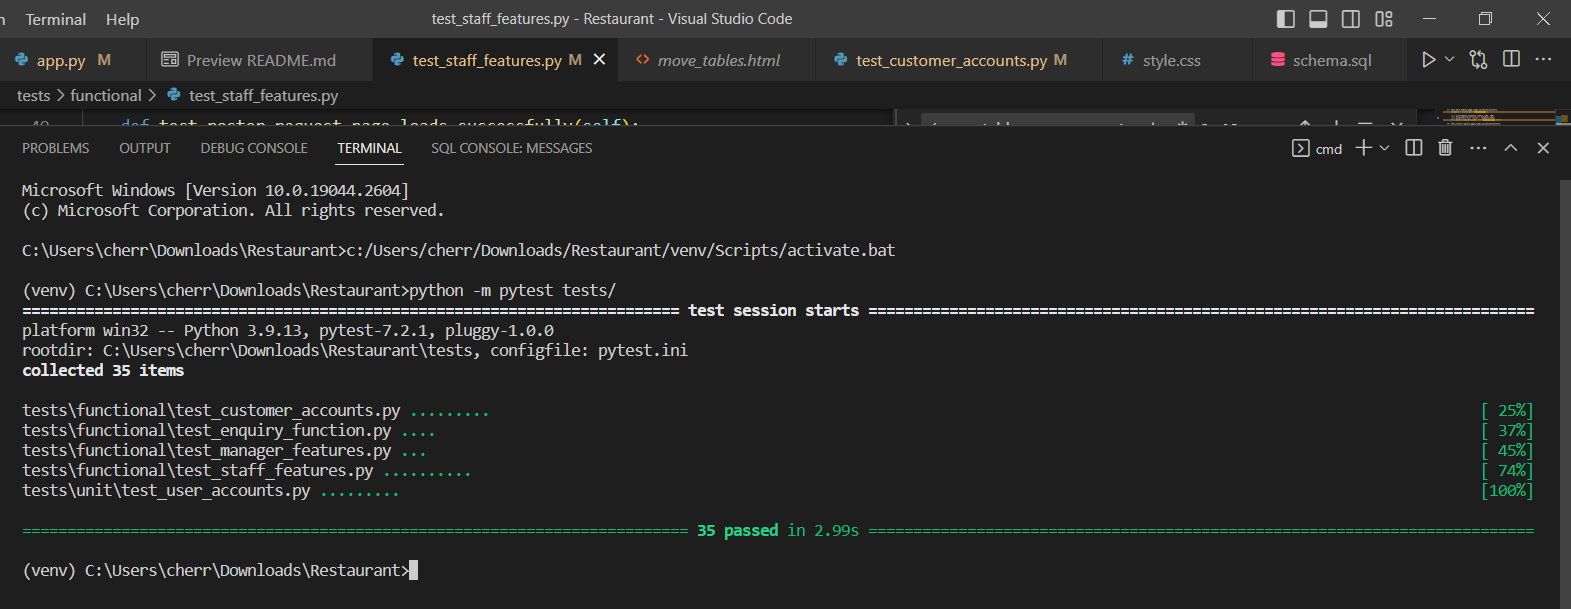 Terminal Help test_staff_features.py - Restaurant - Visual Studio Code
app.py M Preview README.md test_staff_features.py M move_tables.html test_customer_accounts.py M # style.css schema.sql
tests > functional > test_staff_features.py
def test_roster_request_page_loads_successfully(self):
PROBLEMS OUTPUT DEBUG CONSOLE TERMINAL SQL CONSOLE: MESSAGES cmd
Microsoft Windows [Version 10.0.19044.2604]
(c) Microsoft Corporation. All rights reserved.
C:\Users\cherr\Downloads\Restaurant>c:/Users/cherr/Downloads/Restaurant/venv/Scripts/activate.bat
(venv) C:\Users\cherr\Downloads\Restaurant>python -m pytest tests/
========================================================================= test session starts ==========================================================================
platform win32 -- Python 3.9.13, pytest-7.2.1, pluggy-1.0.0
rootdir: C:\Users\cherr\Downloads\Restaurant\tests, configfile: pytest.ini
collected 35 items
tests\functional\test_customer_accounts.py ......... [ 25%]
tests\functional\test_enquiry_function.py .... [ 37%]
tests\functional\test_manager_features.py ... [ 45%]
tests\functional\test_staff_features.py .......... [ 74%]
tests\unit\test_user_accounts.py ......... [100%]
========================================================================== 35 passed in 2.99s ==========================================================================
(venv) C:\Users\cherr\Downloads\Restaurant>